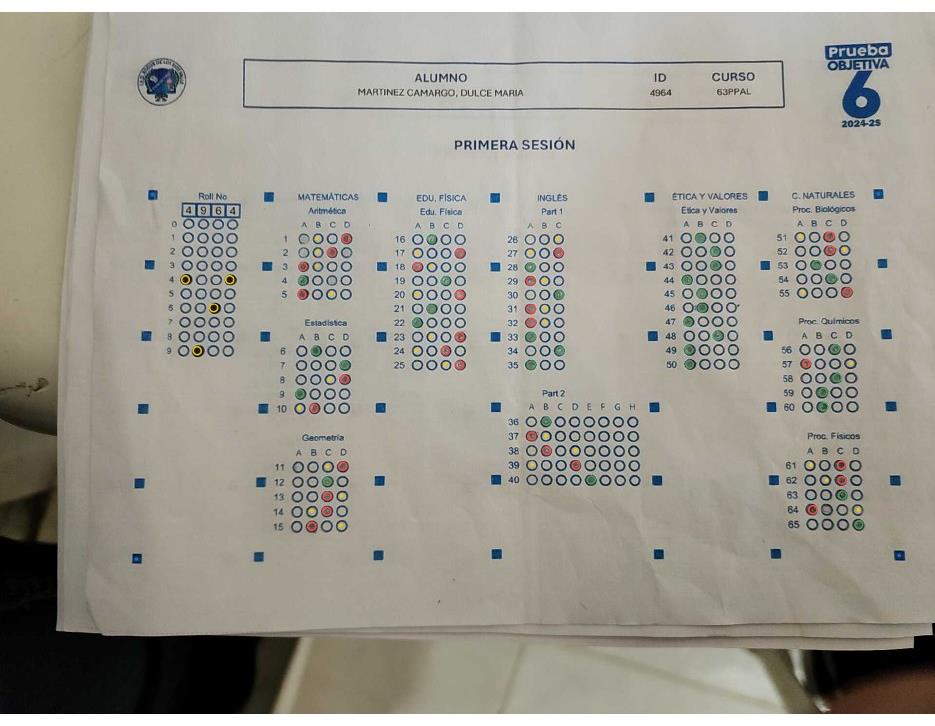 Prueba
OBJETIVA
6
2024-2S
ALUMNO ID CURSO
MARTINEZ CAMARGO, DULCE MARIA 4964 63PPAL
PRIMERA SESIÓN
Roll No
4 9 6 4
0
1
2
3
4
5
6
7
8
9
MATEMÁTICAS
Aritmética
A B C D
1
2
3
4
5
Estadística
A B C D
6
7
8
9
10
Geometría
A B C D
11
12
13
14
15
EDU. FÍSICA
Edu. Física
A B C D
16
17
18
19
20
21
22
23
24
25
INGLÉS
Part 1
A B C
26
27
28
29
30
31
32
33
34
35
Part 2
A B C D E F G H
36
37
38
39
40
ÉTICA Y VALORES
Ética y Valores
A B C D
41
42
43
44
45
46
47
48
49
50
C. NATURALES
Proc. Biológicos
A B C D
51
52
53
54
55
Proc. Químicos
A B C D
56
57
58
59
60
Proc. Físicos
A B C D
61
62
63
64
65